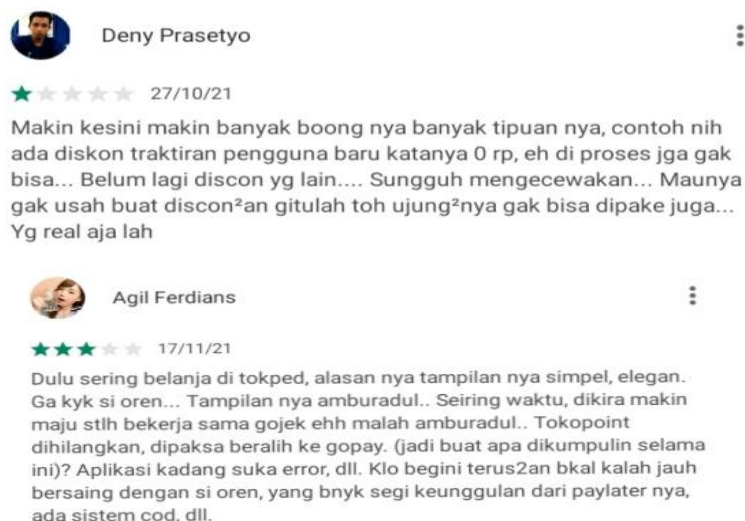 Deny Prasetyo
27/10/21
Makin kesini makin banyak boong nya banyak tipuan nya, contoh nih
ada diskon traktiran pengguna baru katanya 0 rp, eh di proses jga gak
bisa... Belum lagi discon yg lain.... Sungguh mengecewakan... Maunya
gak usah buat discon²an gitulah toh ujung²nya gak bisa dipake juga...
Yg real aja lah
Agil Ferdians
17/11/21
Dulu sering belanja di tokped, alasan nya tampilan nya simpel, elegan.
Ga kyk si oren... Tampilan nya amburadul.. Seiring waktu, dikira makin
maju stlh bekerja sama gojek ehh malah amburadul.. Tokopoint
dihilangkan, dipaksa beralih ke gopay. (jadi buat apa dikumpulin selama
ini)? Aplikasi kadang suka error, dll. Klo begini terus2an bkal kalah jauh
bersaing dengan si oren, yang bnyk segi keunggulan dari paylater nya,
ada sistem cod, dll.